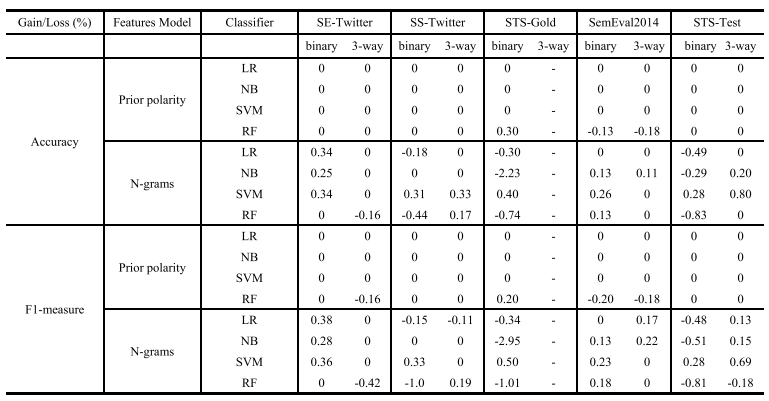 Gain/Loss (%) Features Model Classifier SE-Twitter SS-Twitter STS-Gold SemEval2014 STS-Test
binary 3-way binary 3-way binary 3-way binary 3-way binary 3-way
Accuracy Prior polarity LR 0 0 0 0 0 - 0 0 0 0
NB 0 0 0 0 0 - 0 0 0 0
SVM 0 0 0 0 0 - 0 0 0 0
RF 0 0 0 0 0.30 - -0.13 -0.18 0 0
N-grams LR 0.34 0 -0.18 0 -0.30 - 0 0 -0.49 0
NB 0.25 0 0 0 -2.23 - 0.13 0.11 -0.29 0.20
SVM 0.34 0 0.31 0.33 0.40 - 0.26 0 0.28 0.80
RF 0 -0.16 -0.44 0.17 -0.74 - 0.13 0 -0.83 0
F1-measure Prior polarity LR 0 0 0 0 0 - 0 0 0 0
NB 0 0 0 0 0 - 0 0 0 0
SVM 0 0 0 0 0 - 0 0 0 0
RF 0 -0.16 0 0 0.20 - -0.20 -0.18 0 0
N-grams LR 0.38 0 -0.15 -0.11 -0.34 - 0 0.17 -0.48 0.13
NB 0.28 0 0 0 -2.95 - 0.13 0.22 -0.51 0.15
SVM 0.36 0 0.33 0 0.50 - 0.23 0 0.28 0.69
RF 0 -0.42 -1.0 0.19 -1.01 - 0.18 0 -0.81 -0.18